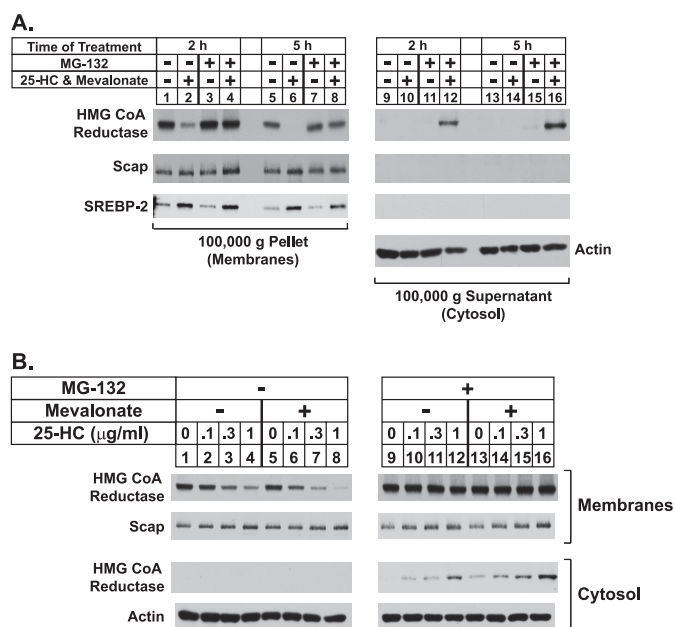 A.
Time of Treatment 2 h 5 h 2 h 5 h
MG-132 - - + + - - + + - - + + - - + +
25-HC & Mevalonate - + - + - + - + - + - + - + - +
1 2 3 4 5 6 7 8 9 10 11 12 13 14 15 16
HMG CoA
Reductase
Scap
SREBP-2
Actin
100,000 g Pellet
(Membranes)
100,000 g Supernatant
(Cytosol)
B.
MG-132 - +
Mevalonate - + - +
25-HC (µg/ml) 0 .1 .3 1 0 .1 .3 1 0 .1 .3 1 0 .1 .3 1
1 2 3 4 5 6 7 8 9 10 11 12 13 14 15 16
HMG CoA
Reductase
Membranes
Scap
HMG CoA
Reductase
Cytosol
Actin